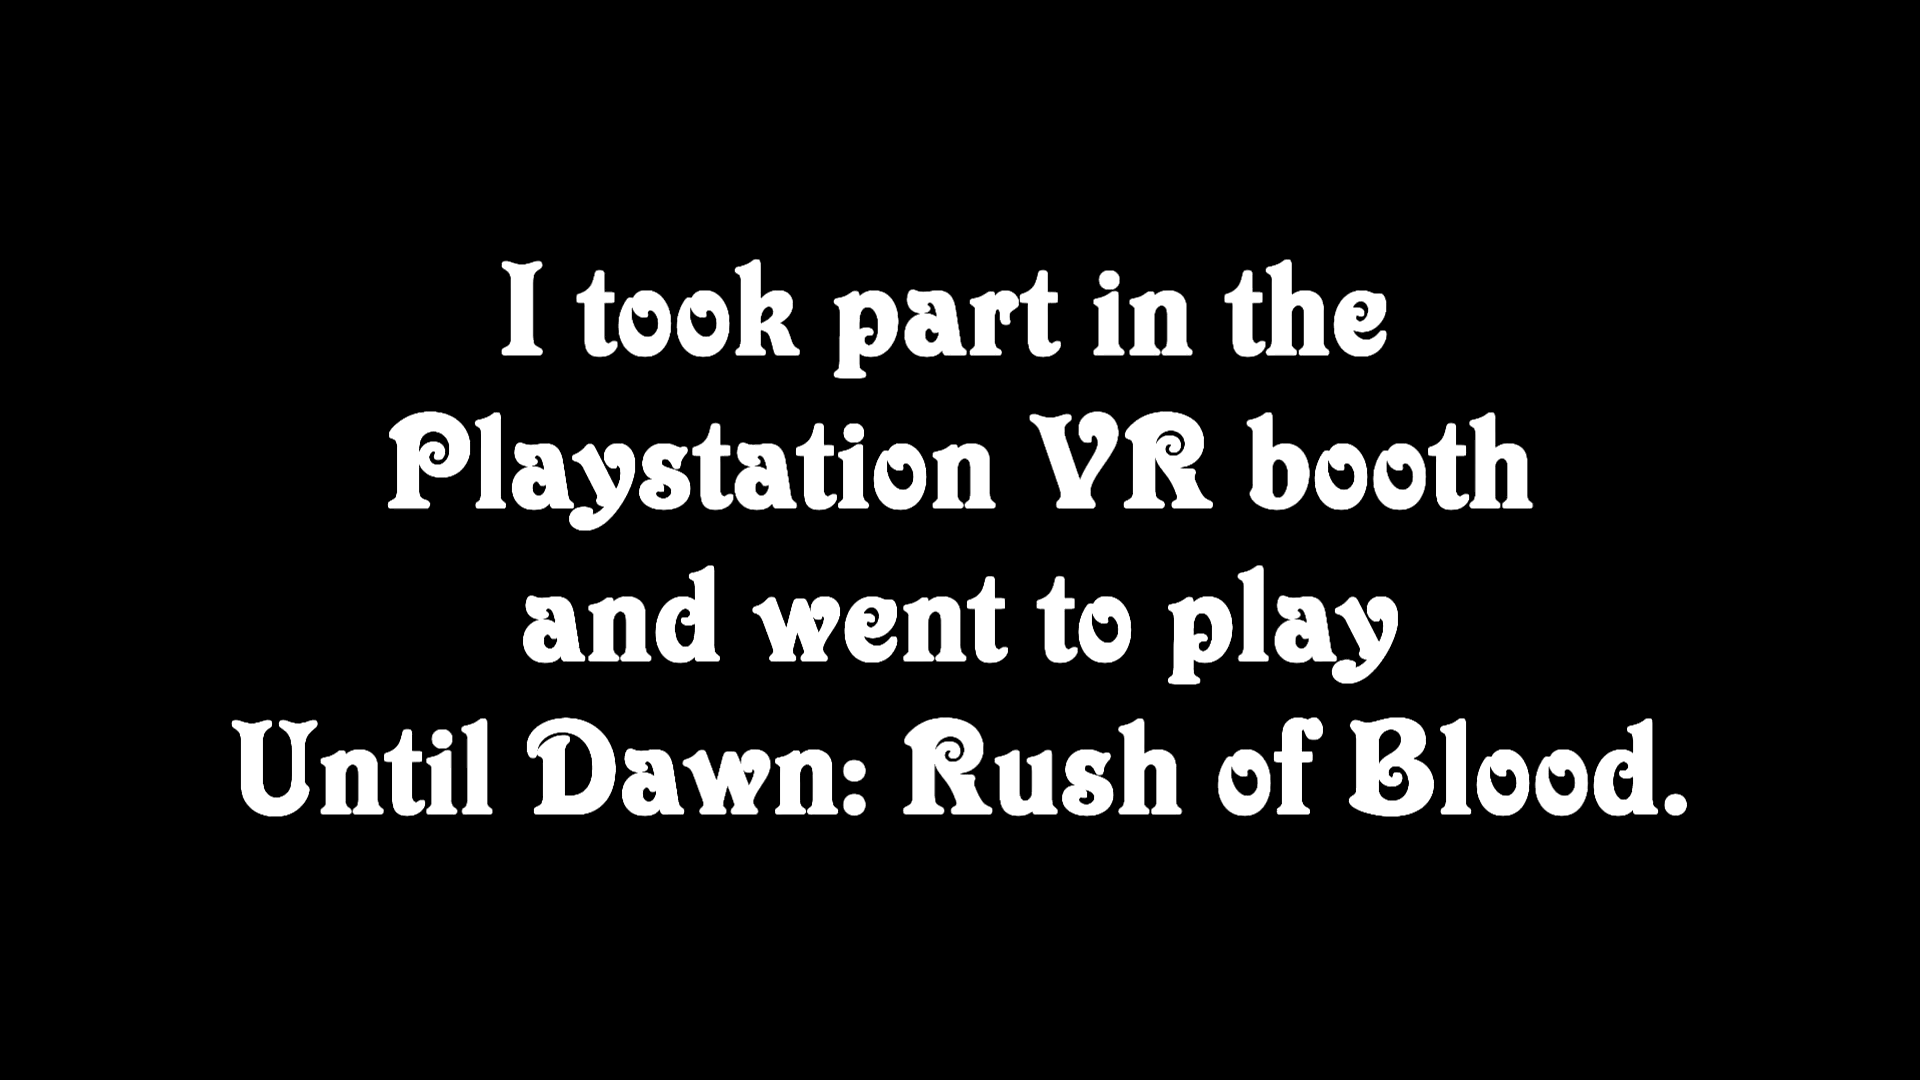 I took part in the
Playstation VR booth
and went to play
Until Dawn: Rush of Blood.